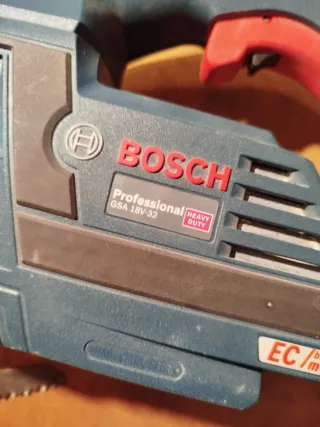 BOSCH
Professional
GSA 18V-32
HEAVY
DUTY
EC/